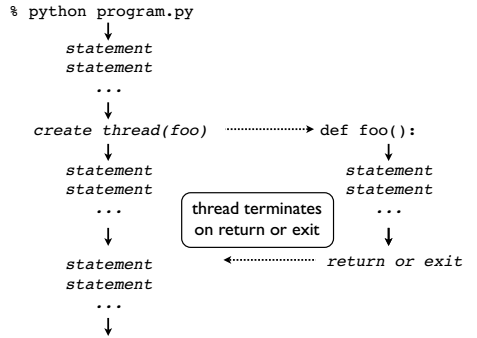 % python program.py
statement
statement
...
create thread(foo)
def foo():
statement
statement
...
statement
statement
...
thread terminates
on return or exit
statement
statement
...
return or exit